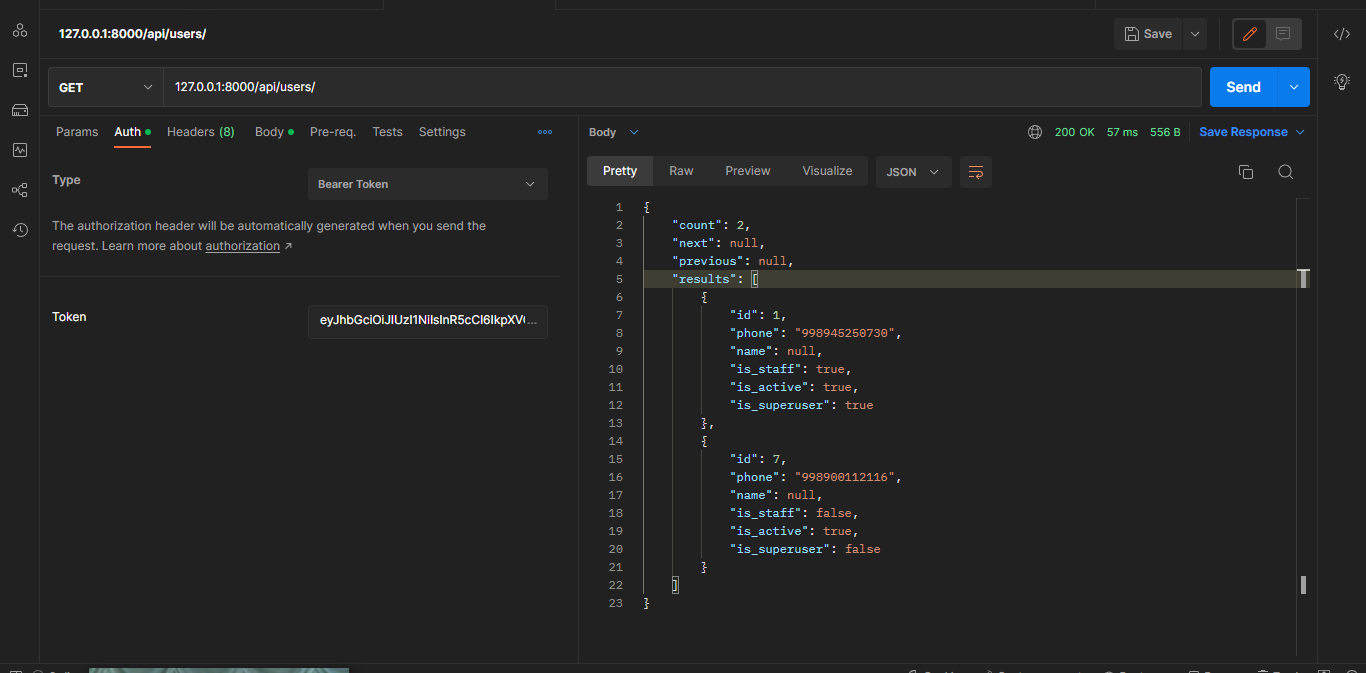 127.0.0.1:8000/api/users/
Save
GET
127.0.0.1:8000/api/users/
Send
Params Auth Headers (8) Body Pre-req. Tests Settings
Type
Bearer Token
The authorization header will be automatically generated when you send the
request. Learn more about authorization ↗
Token
eyJhbGciOiJIUzI1NiIsInR5cCI6IkpXV...
Body
200 OK 57 ms 556 B Save Response
Pretty Raw Preview Visualize JSON
1 {
2 "count": 2,
3 "next": null,
4 "previous": null,
5 "results": [
6 {
7 "id": 1,
8 "phone": "998945250730",
9 "name": null,
10 "is_staff": true,
11 "is_active": true,
12 "is_superuser": true
13 },
14 {
15 "id": 7,
16 "phone": "998900112116",
17 "name": null,
18 "is_staff": false,
19 "is_active": true,
20 "is_superuser": false
21 }
22 ]
23 }